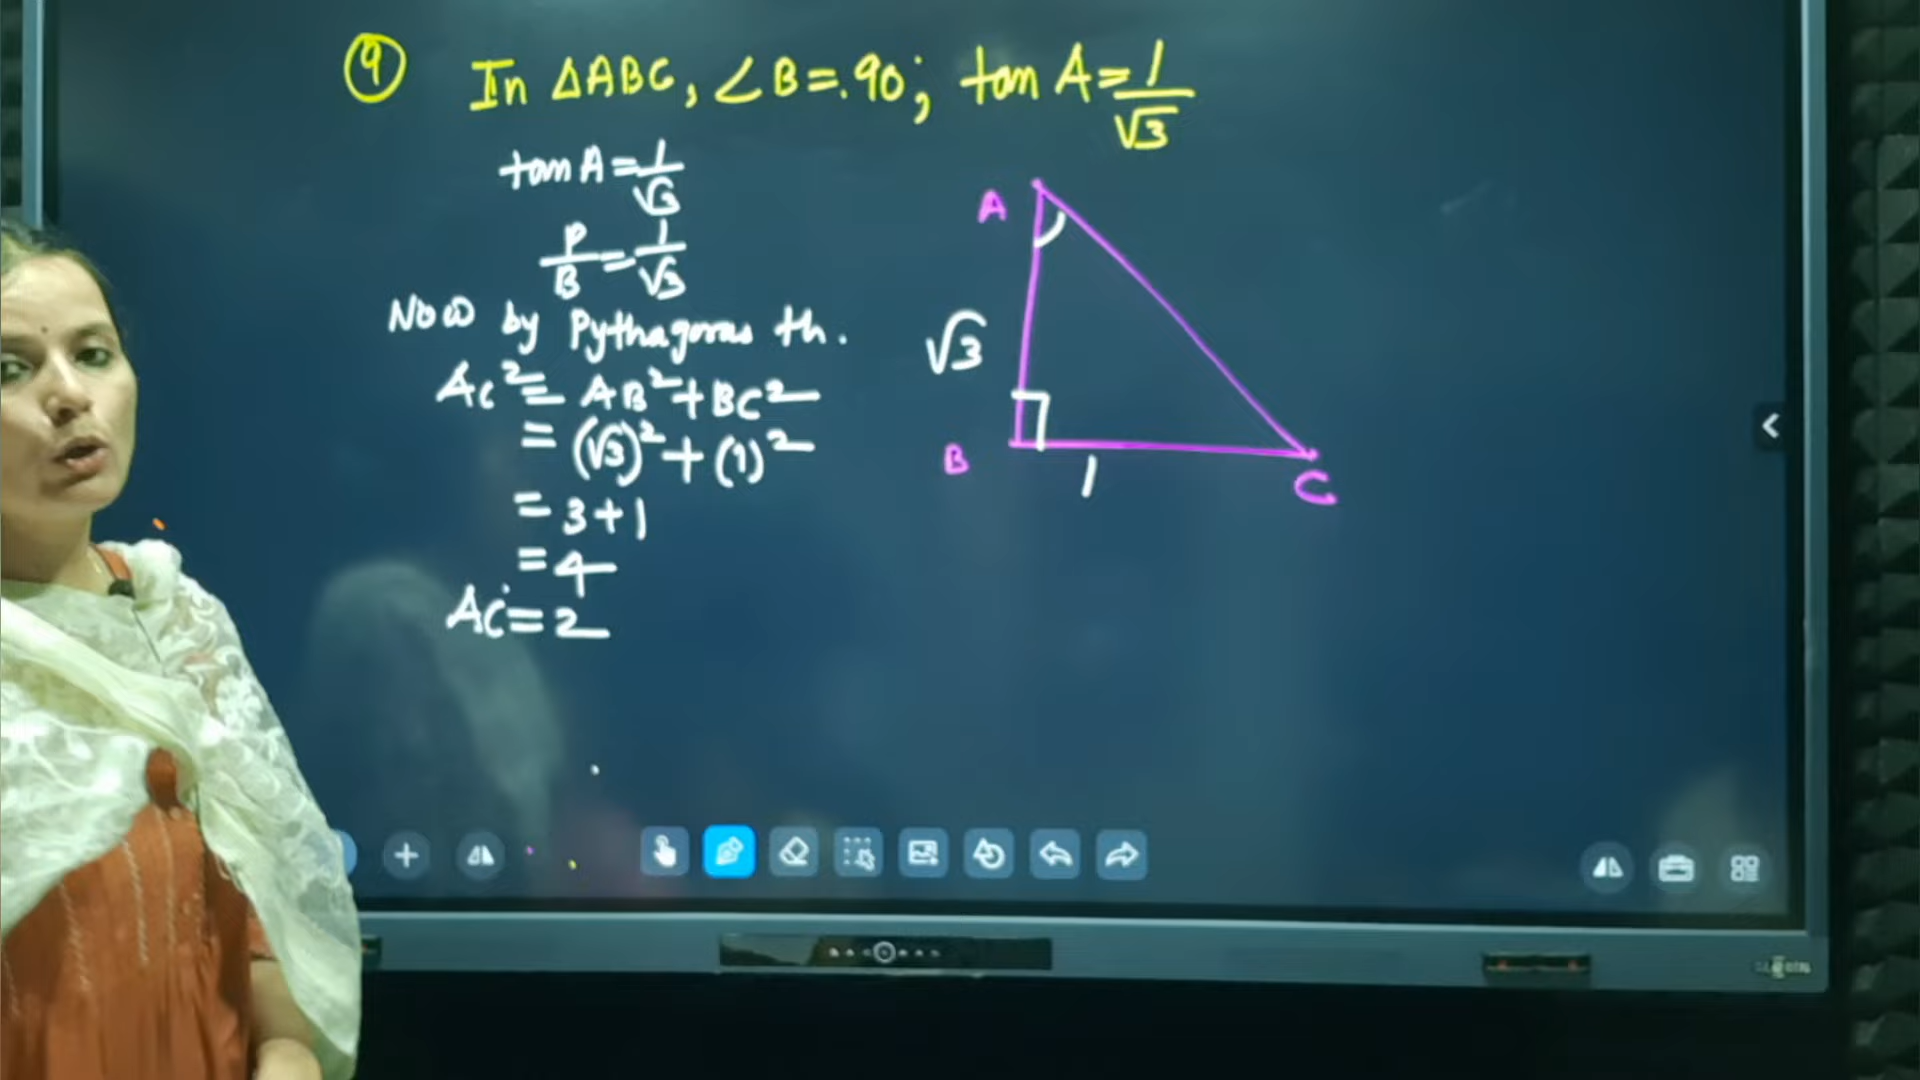 9 In ΔABC, ∠B=.90; tan A=1/√3
tan A=1/√3
P/B=1/√3
Now by Pythagoras th.
AC²= AB²+BC²
= (√3)²+(1)²
= 3+1
= 4
AC=2
A
√3
B
1
C